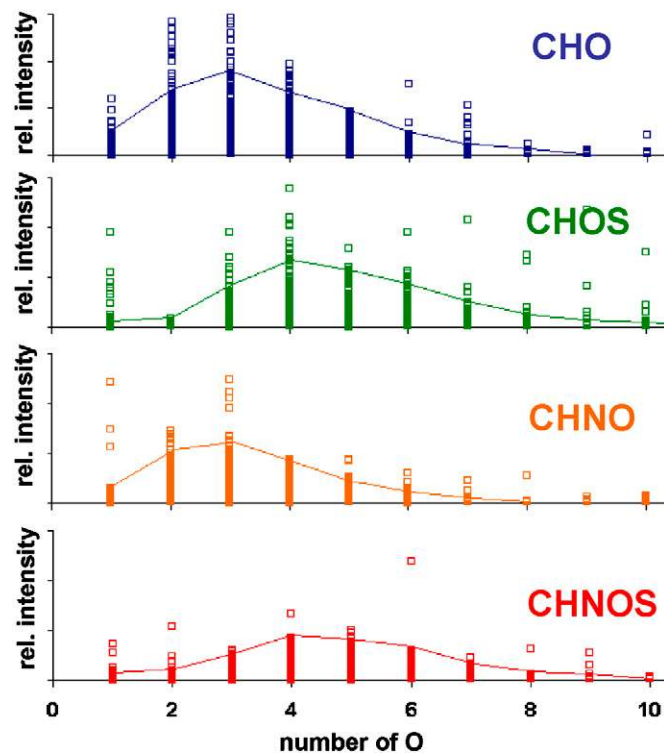 rel. intensity
CHO
rel. intensity
CHOS
rel. intensity
CHNO
rel. intensity
CHNOS
0 2 4 6 8 10
number of O